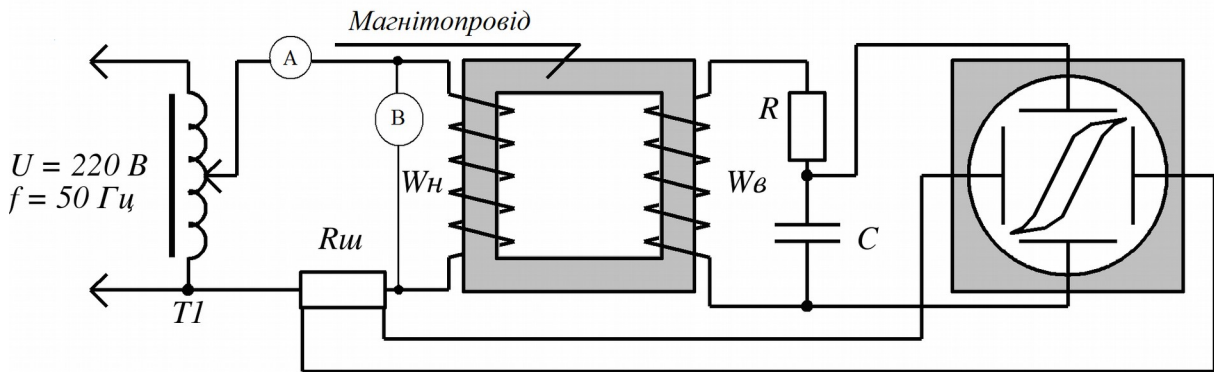 Магнітопровід
A
B
U = 220 В
f = 50 Гц
T1
Rш
Wн
Wв
R
C